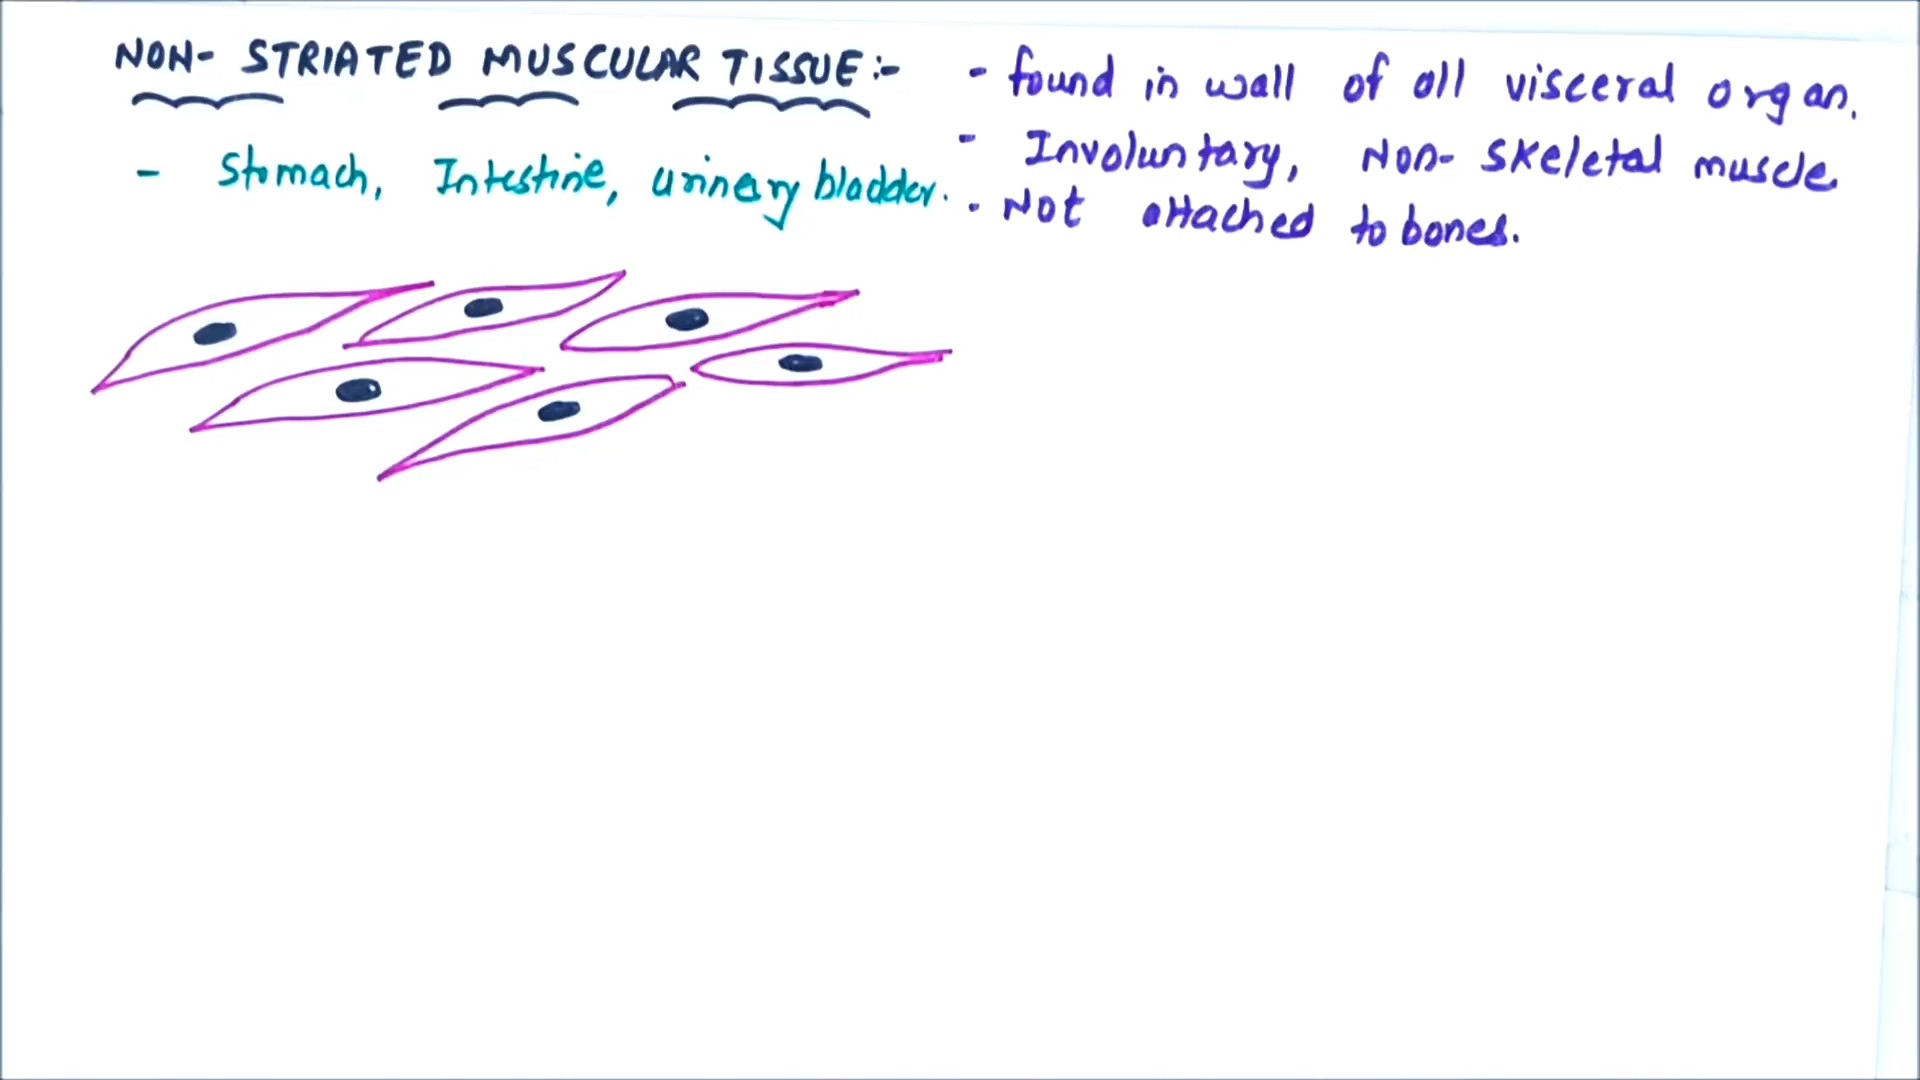 NON- STRIATED MUSCULAR TISSUE:-
- Stomach, Intestine, urinery bladder.
- found in wall of all visceral organ.
- Involuntary, Non- skeletal muscle.
- Not attached to bones.